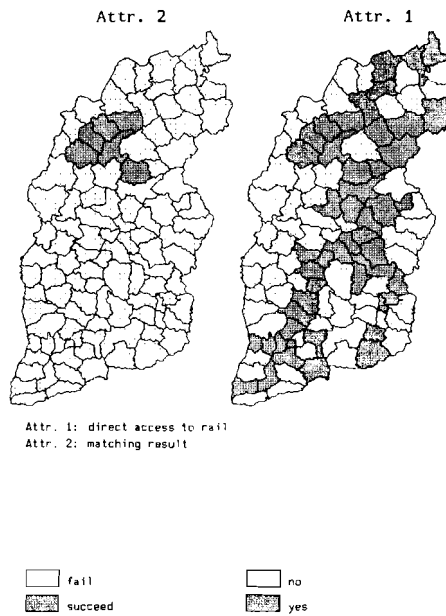 Attr. 2
Attr. 1
Attr. 1: direct access to rail
Attr. 2: matching result
fail
no
succeed
yes